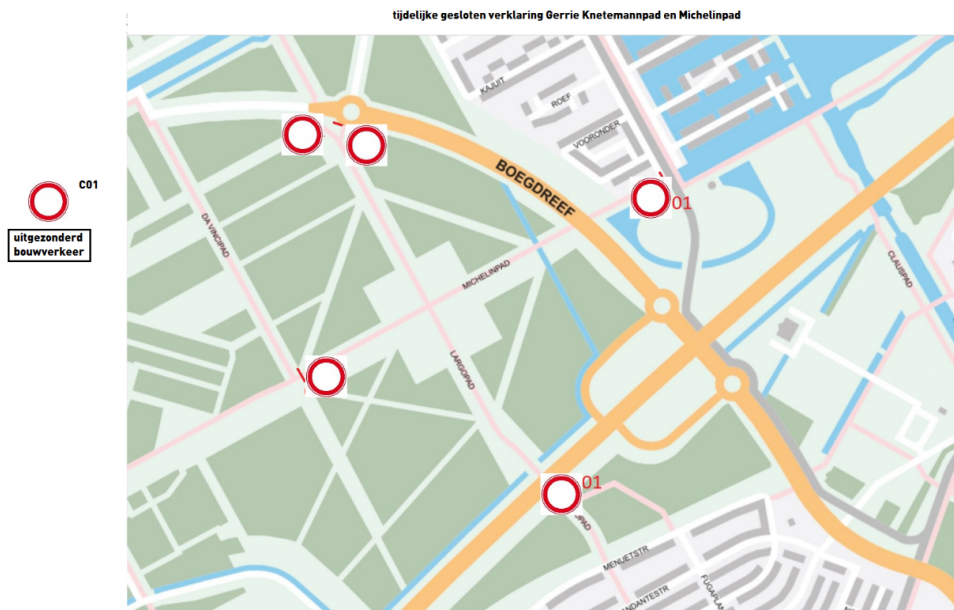 tijdelijke gesloten verklaring Gerrie Knetemannpad en Michelinpad
C01
uitgezonderd
bouwverkeer
KAJUIT
ROEF
VOORONDER
BOEGDREEF
01
DA VINCIPAD
MICHELINPAD
CLAUSPAD
LARGOPAD
01
MENUETSTR